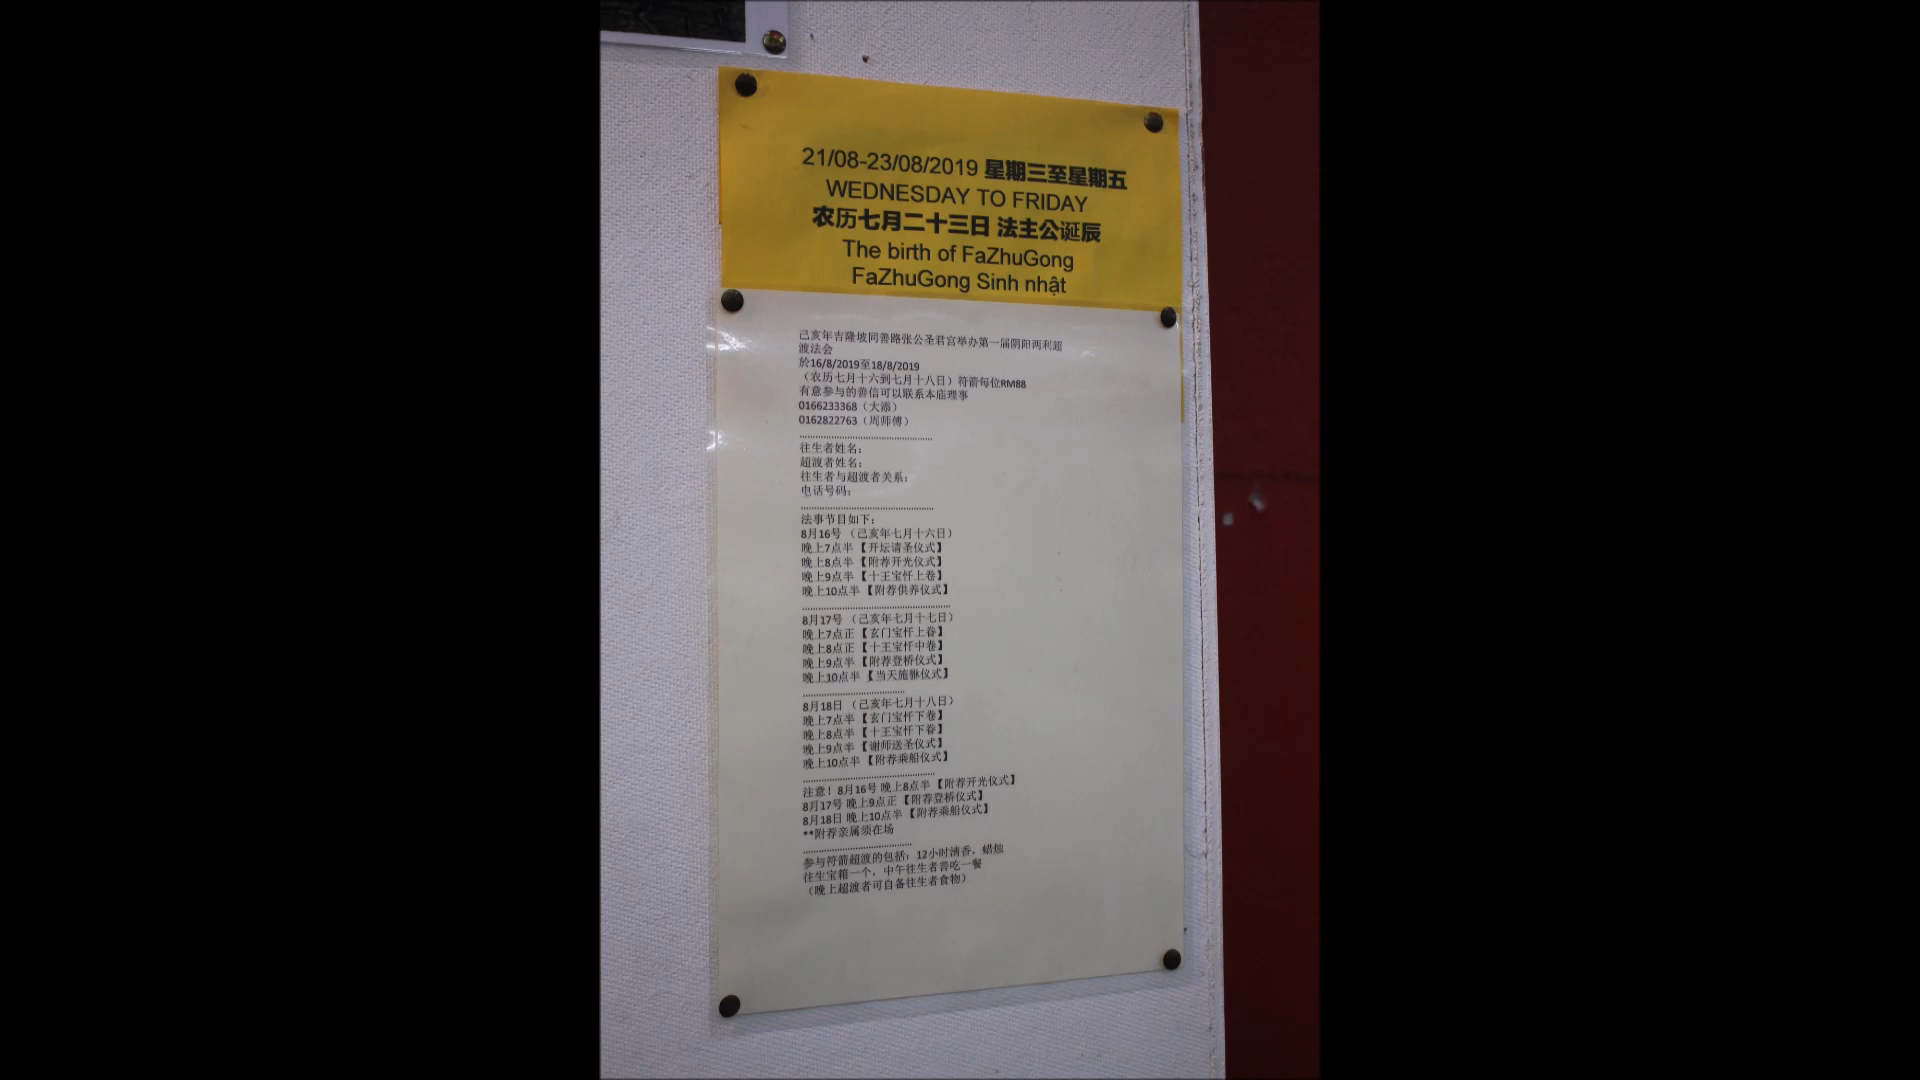 21/08-23/08/2019 星期三至星期五
WEDNESDAY TO FRIDAY
农历七月二十三日 法主公诞辰
The birth of FaZhuGong
FaZhuGong Sinh nhật
己亥年吉隆坡同善路张公圣君宫举办第一届阴阳两利超
渡法会
於16/8/2019至18/8/2019
（农历七月十六到七月十八日）符箭每位RM88
有意参与的善信可以联系本庙理事
0166233368（大添）
0162822763（周师傅）
往生者姓名：
超渡者姓名：
往生者与超渡者关系：
电话号码：
法事节目如下：
8月16号 （己亥年七月十六日）
晚上7点半 【开坛请圣仪式】
晚上8点半 【附荐开光仪式】
晚上9点半 【十王宝忏上卷】
晚上10点半 【附荐供养仪式】
8月17号 （己亥年七月十七日）
晚上7点正 【玄门宝忏上眷】
晚上8点正 【十王宝忏中卷】
晚上9点半 【附荐登桥仪式】
晚上10点半 【当天施貅仪式】
8月18日 （己亥年七月十八日）
晚上7点半 【玄门宝忏下卷】
晚上8点半 【十王宝忏下眷】
晚上9点半 【谢师送圣仪式】
晚上10点半 【附荐乘船仪式】
注意！8月16号 晚上8点半 【附荐开光仪式】
8月17号 晚上9点正 【附荐登桥仪式】
8月18日 晚上10点半 【附荐乘船仪式】
**附荐亲属须在场
参与符箭超渡的包括：12小时清香，蜡烛
往生宝箱一个，中午往生者善吃一餐
（晚上超渡者可自备往生者食物）